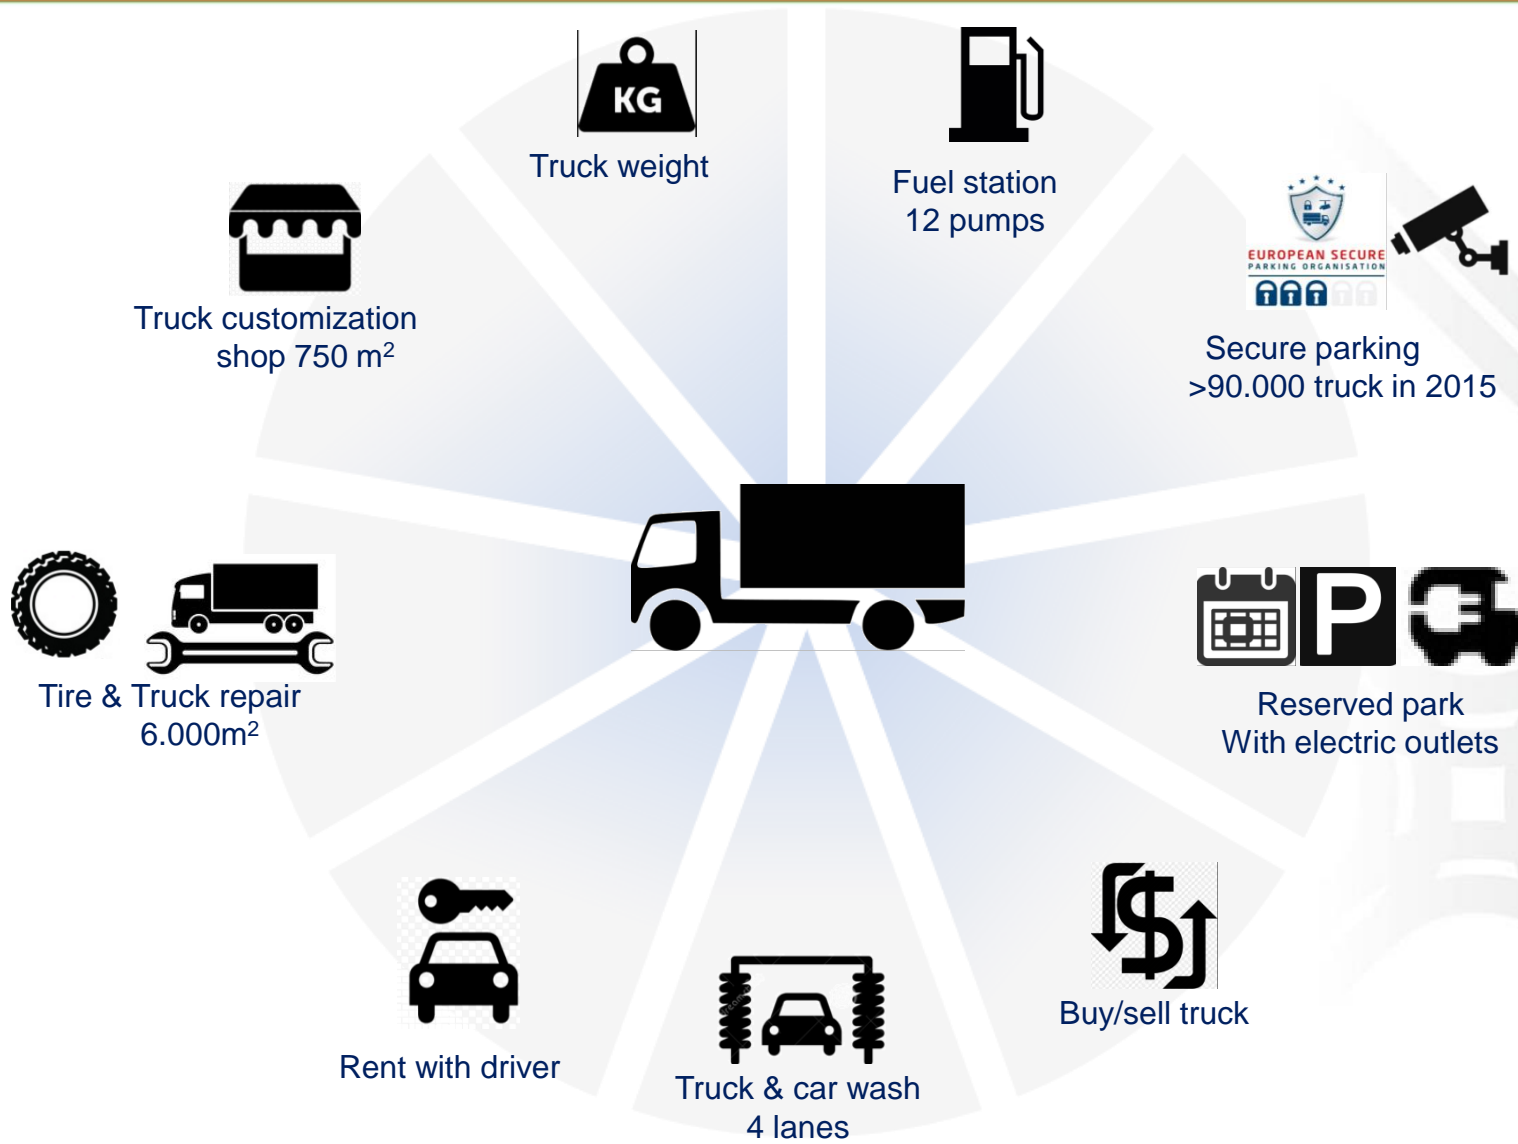 KG
Truck weight
Fuel station
12 pumps
EUROPEAN SECURE
PARKING ORGANISATION
Secure parking
>90.000 truck in 2015
Truck customization
shop 750 m²
P
Reserved park
With electric outlets
Tire & Truck repair
6.000m²
$
Buy/sell truck
Rent with driver
Truck & car wash
4 lanes